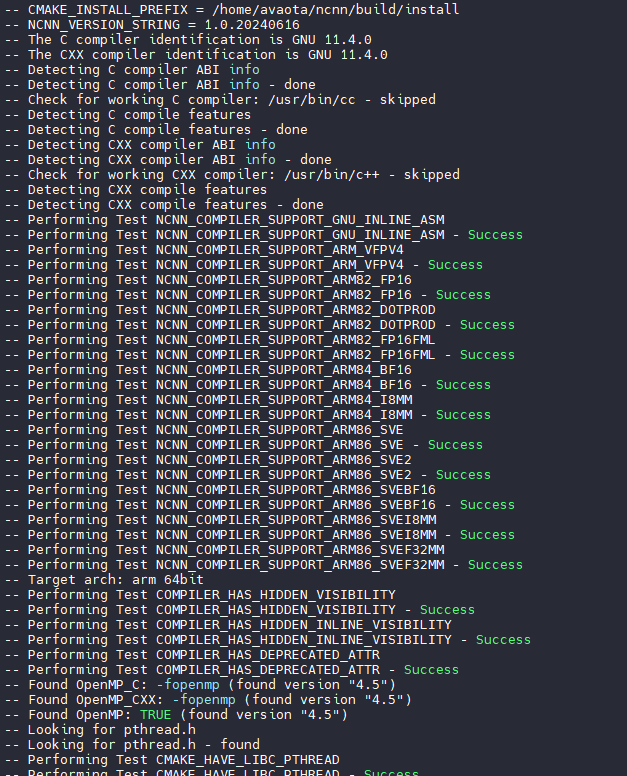 -- CMAKE_INSTALL_PREFIX = /home/avaota/ncnn/build/install
-- NCNN_VERSION_STRING = 1.0.20240616
-- The C compiler identification is GNU 11.4.0
-- The CXX compiler identification is GNU 11.4.0
-- Detecting C compiler ABI info
-- Detecting C compiler ABI info - done
-- Check for working C compiler: /usr/bin/cc - skipped
-- Detecting C compile features
-- Detecting C compile features - done
-- Detecting CXX compiler ABI info
-- Detecting CXX compiler ABI info - done
-- Check for working CXX compiler: /usr/bin/c++ - skipped
-- Detecting CXX compile features
-- Detecting CXX compile features - done
-- Performing Test NCNN_COMPILER_SUPPORT_GNU_INLINE_ASM
-- Performing Test NCNN_COMPILER_SUPPORT_GNU_INLINE_ASM - Success
-- Performing Test NCNN_COMPILER_SUPPORT_ARM_VFPV4
-- Performing Test NCNN_COMPILER_SUPPORT_ARM_VFPV4 - Success
-- Performing Test NCNN_COMPILER_SUPPORT_ARM82_FP16
-- Performing Test NCNN_COMPILER_SUPPORT_ARM82_FP16 - Success
-- Performing Test NCNN_COMPILER_SUPPORT_ARM82_DOTPROD
-- Performing Test NCNN_COMPILER_SUPPORT_ARM82_DOTPROD - Success
-- Performing Test NCNN_COMPILER_SUPPORT_ARM82_FP16FML
-- Performing Test NCNN_COMPILER_SUPPORT_ARM82_FP16FML - Success
-- Performing Test NCNN_COMPILER_SUPPORT_ARM84_BF16
-- Performing Test NCNN_COMPILER_SUPPORT_ARM84_BF16 - Success
-- Performing Test NCNN_COMPILER_SUPPORT_ARM84_I8MM
-- Performing Test NCNN_COMPILER_SUPPORT_ARM84_I8MM - Success
-- Performing Test NCNN_COMPILER_SUPPORT_ARM86_SVE
-- Performing Test NCNN_COMPILER_SUPPORT_ARM86_SVE - Success
-- Performing Test NCNN_COMPILER_SUPPORT_ARM86_SVE2
-- Performing Test NCNN_COMPILER_SUPPORT_ARM86_SVE2 - Success
-- Performing Test NCNN_COMPILER_SUPPORT_ARM86_SVEBF16
-- Performing Test NCNN_COMPILER_SUPPORT_ARM86_SVEBF16 - Success
-- Performing Test NCNN_COMPILER_SUPPORT_ARM86_SVEI8MM
-- Performing Test NCNN_COMPILER_SUPPORT_ARM86_SVEI8MM - Success
-- Performing Test NCNN_COMPILER_SUPPORT_ARM86_SVEF32MM
-- Performing Test NCNN_COMPILER_SUPPORT_ARM86_SVEF32MM - Success
-- Target arch: arm 64bit
-- Performing Test COMPILER_HAS_HIDDEN_VISIBILITY
-- Performing Test COMPILER_HAS_HIDDEN_VISIBILITY - Success
-- Performing Test COMPILER_HAS_HIDDEN_INLINE_VISIBILITY
-- Performing Test COMPILER_HAS_HIDDEN_INLINE_VISIBILITY - Success
-- Performing Test COMPILER_HAS_DEPRECATED_ATTR
-- Performing Test COMPILER_HAS_DEPRECATED_ATTR - Success
-- Found OpenMP_C: -fopenmp (found version "4.5")
-- Found OpenMP_CXX: -fopenmp (found version "4.5")
-- Found OpenMP: TRUE (found version "4.5")
-- Looking for pthread.h
-- Looking for pthread.h - found
-- Performing Test CMAKE_HAVE_LIBC_PTHREAD
-- Performing Test CMAKE_HAVE_LIBC_PTHREAD - Success